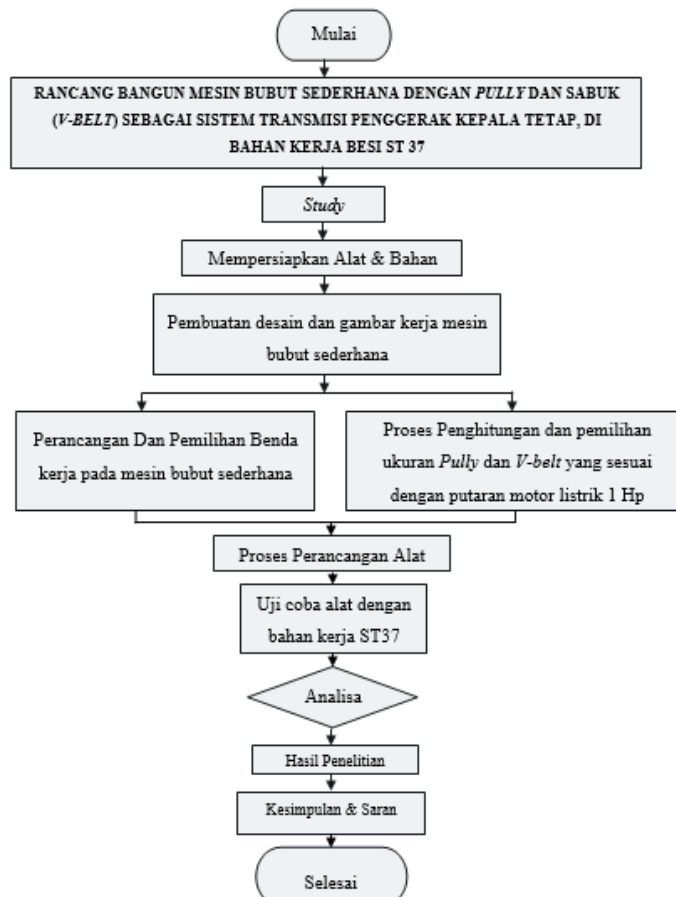 Mulai
RANCANG BANGUN MESIN BUBUT SEDERHANA DENGAN PULLY DAN SABUK
(V-BELT) SEBAGAI SISTEM TRANSMISI PENGGERAK KEPALA TETAP, DI
BAHAN KERJA BESI ST 37
Study
Mempersiapkan Alat & Bahan
Pembuatan desain dan gambar kerja mesin
bubut sederhana
Perancangan Dan Pemilihan Benda
kerja pada mesin bubut sederhana
Proses Penghitungan dan pemilihan
ukuran Pully dan V-belt yang sesuai
dengan putaran motor listrik 1 Hp
Proses Perancangan Alat
Uji coba alat dengan
bahan kerja ST37
Analisa
Hasil Penelitian
Kesimpulan & Saran
Selesai